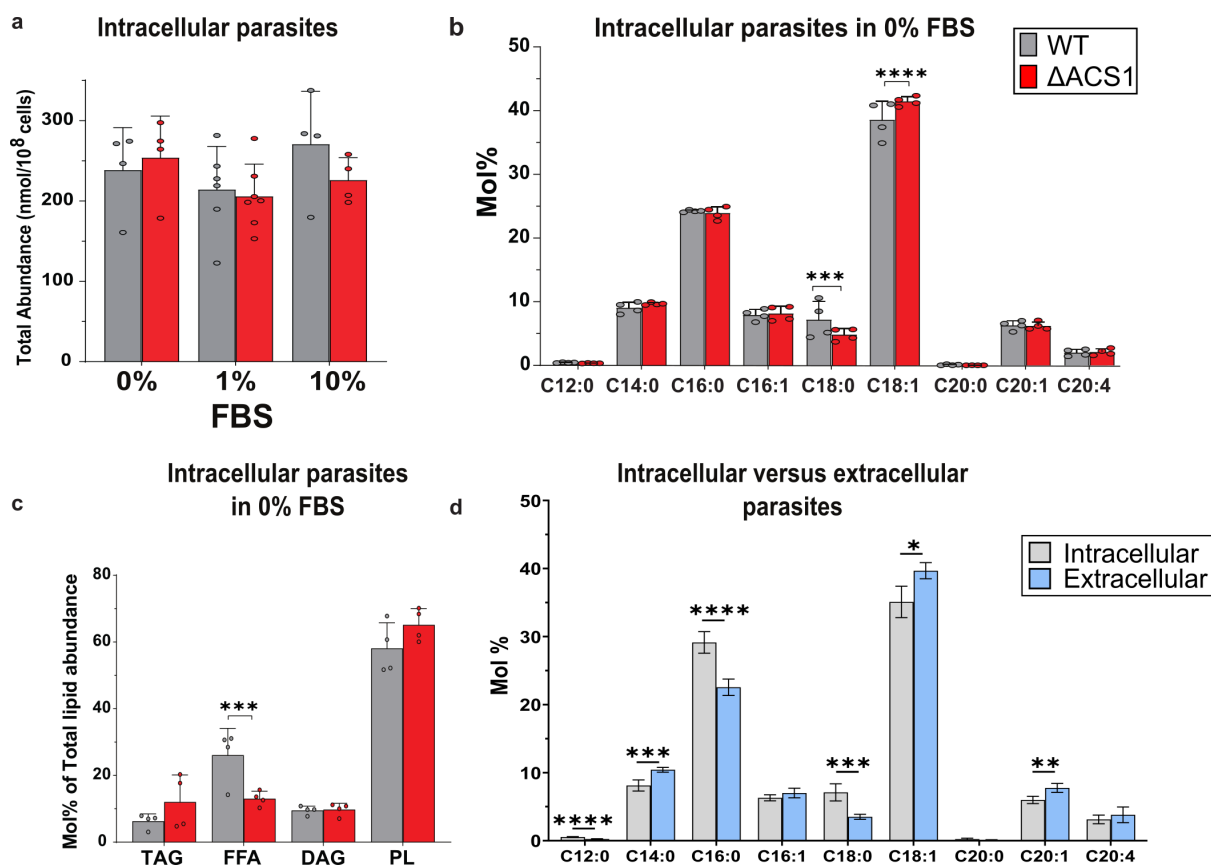 a
Intracellular parasites
Total Abundance (nmol/10⁸ cells)
300
200
100
0
0% 1% 10%
FBS
b
Intracellular parasites in 0% FBS
WT
ΔACS1
Mol%
50
40
30
20
10
0
***
****
C12:0 C14:0 C16:0 C16:1 C18:0 C18:1 C20:0 C20:1 C20:4
c
Intracellular parasites
in 0% FBS
Mol% of Total lipid abundance
80
60
40
20
0
***
TAG FFA DAG PL
d
Intracellular versus extracellular
parasites
Intracellular
Extracellular
Mol %
50
40
30
20
10
0
****
***
****
***
*
**
C12:0 C14:0 C16:0 C16:1 C18:0 C18:1 C20:0 C20:1 C20:4